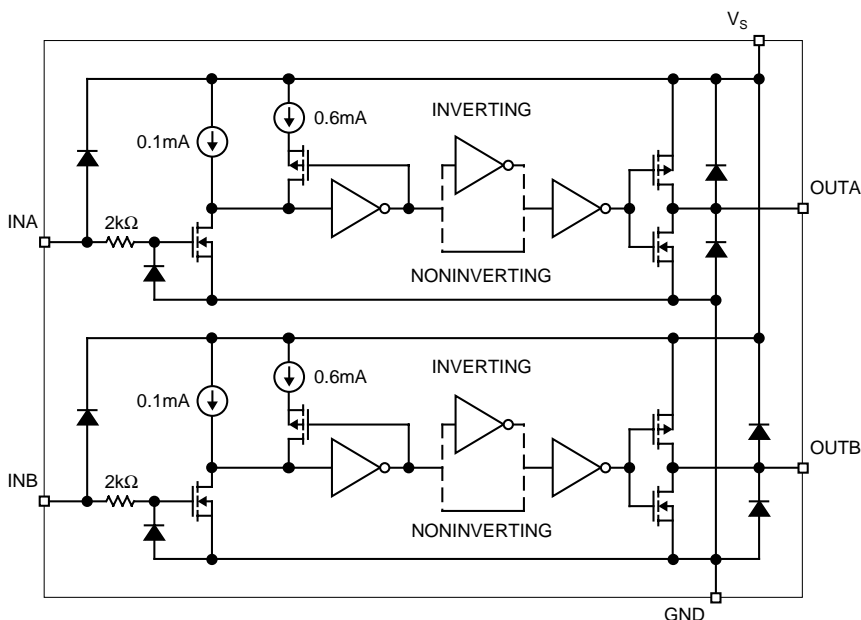 V_S
INVERTING
0.6mA
0.1mA
OUTA
INA
2kΩ
NONINVERTING
INVERTING
0.6mA
0.1mA
OUTB
INB
2kΩ
NONINVERTING
GND